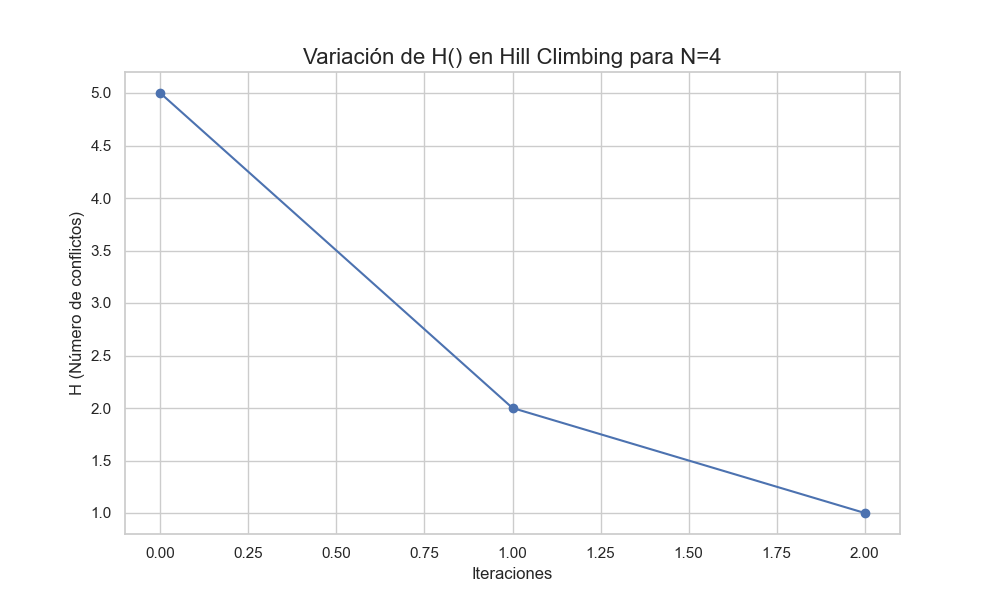 Variación de H() en Hill Climbing para N=4
H (Número de conflictos)
5.0
4.5
4.0
3.5
3.0
2.5
2.0
1.5
1.0
0.00 0.25 0.50 0.75 1.00 1.25 1.50 1.75 2.00
Iteraciones